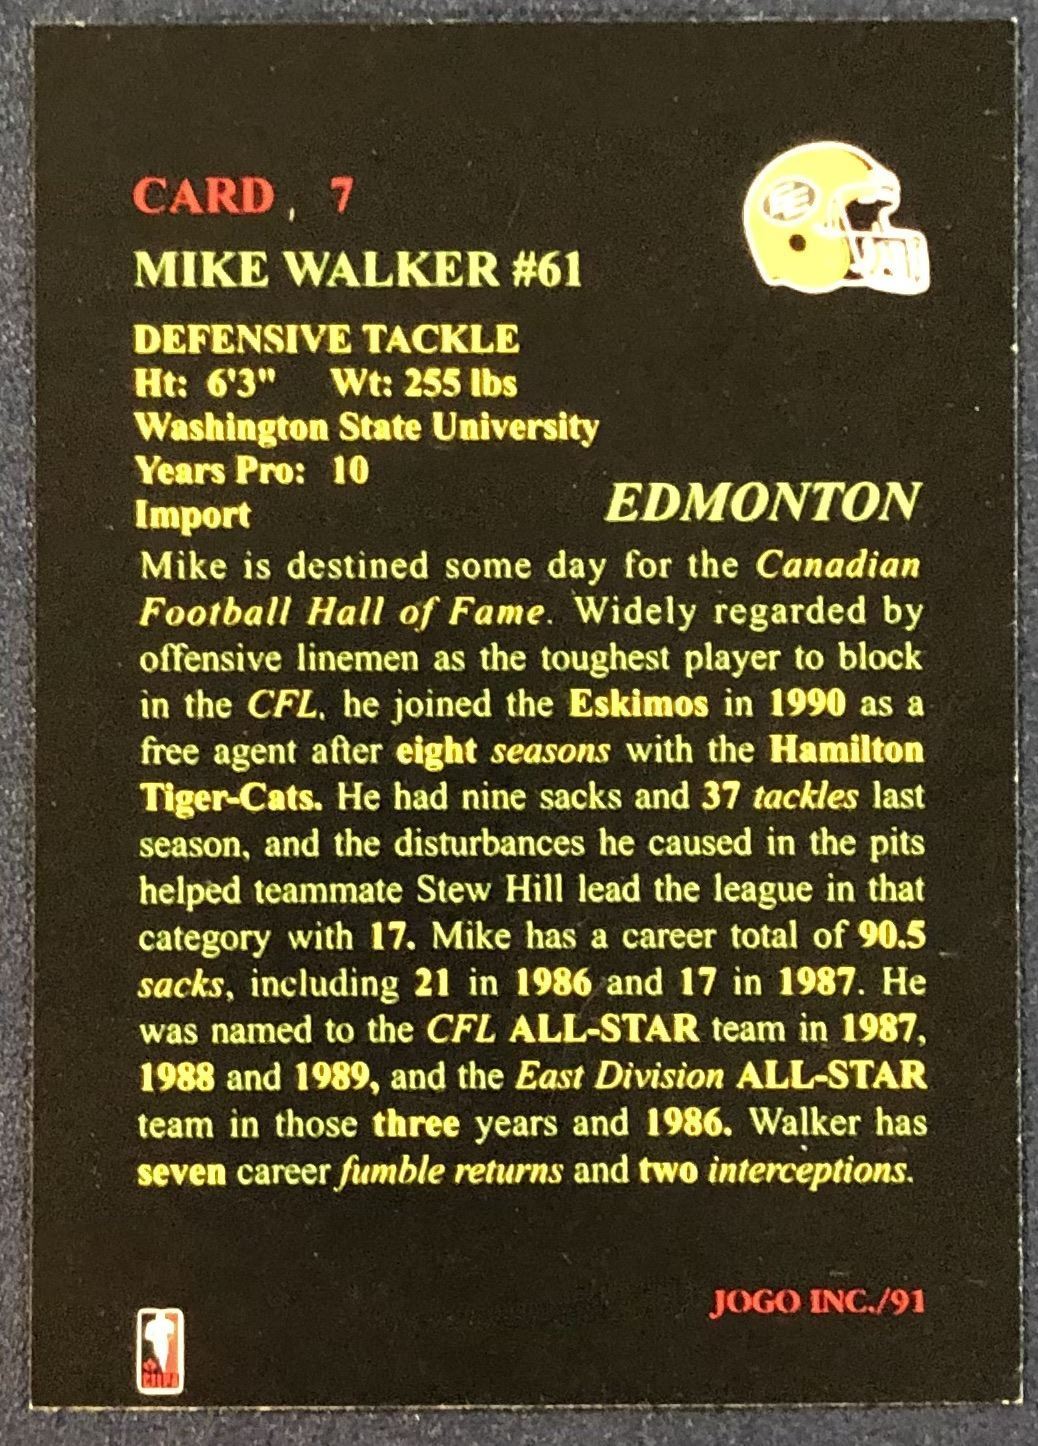 CARD 7
MIKE WALKER #61
DEFENSIVE TACKLE
Ht: 6'3" Wt: 255 lbs
Washington State University
Years Pro: 10
Import
EDMONTON
Mike is destined some day for the Canadian
Football Hall of Fame. Widely regarded by
offensive linemen as the toughest player to block
in the CFL, he joined the Eskimos in 1990 as a
free agent after eight seasons with the Hamilton
Tiger-Cats. He had nine sacks and 37 tackles last
season, and the disturbances he caused in the pits
helped teammate Stew Hill lead the league in that
category with 17. Mike has a career total of 90.5
sacks, including 21 in 1986 and 17 in 1987. He
was named to the CFL ALL-STAR team in 1987,
1988 and 1989, and the East Division ALL-STAR
team in those three years and 1986. Walker has
seven career fumble returns and two interceptions.
JOGO INC./91